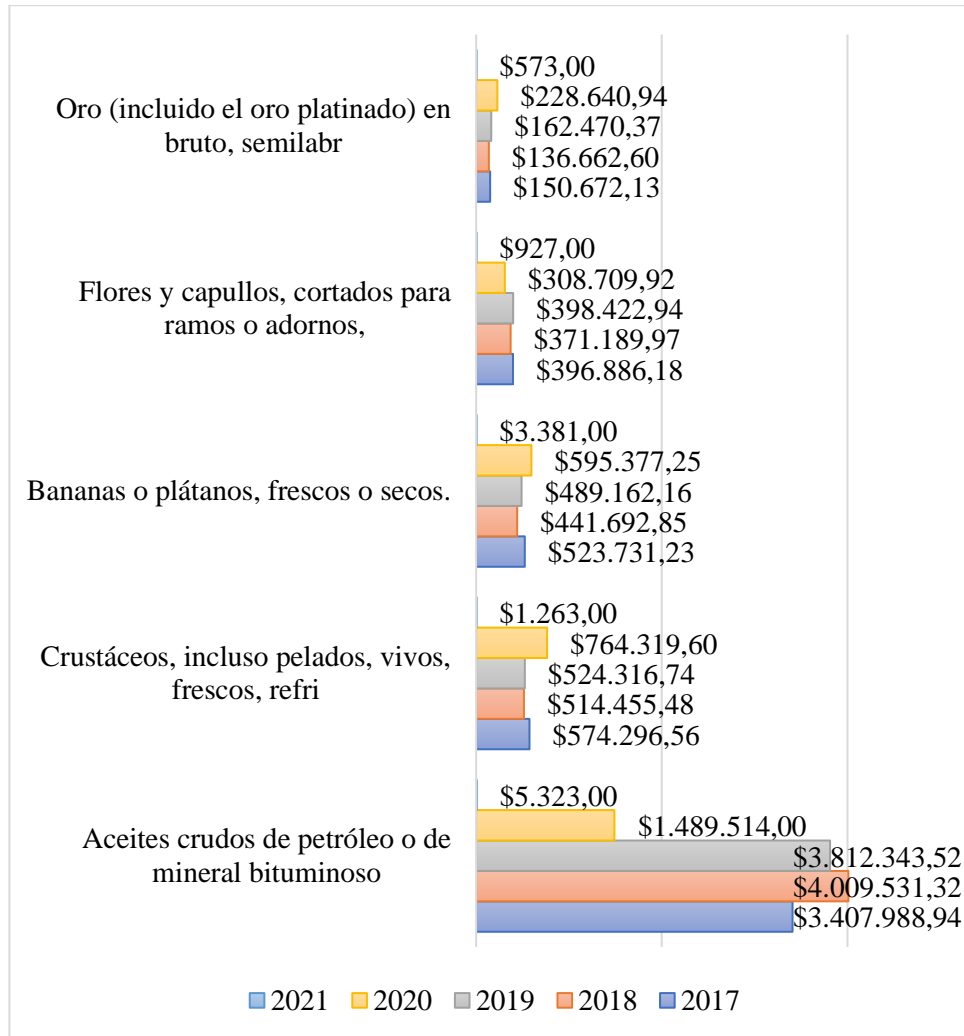 $573,00
Oro (incluido el oro platinado) en
bruto, semilabr
$228.640,94
$162.470,37
$136.662,60
$150.672,13
$927,00
Flores y capullos, cortados para
ramos o adornos,
$308.709,92
$398.422,94
$371.189,97
$396.886,18
$3.381,00
Bananas o plátanos, frescos o secos.
$595.377,25
$489.162,16
$441.692,85
$523.731,23
$1.263,00
Crustáceos, incluso pelados, vivos,
frescos, refri
$764.319,60
$524.316,74
$514.455,48
$574.296,56
$5.323,00
Aceites crudos de petróleo o de
mineral bituminoso
$1.489.514,00
$3.812.343,52
$4.009.531,32
$3.407.988,94
2021 2020 2019 2018 2017